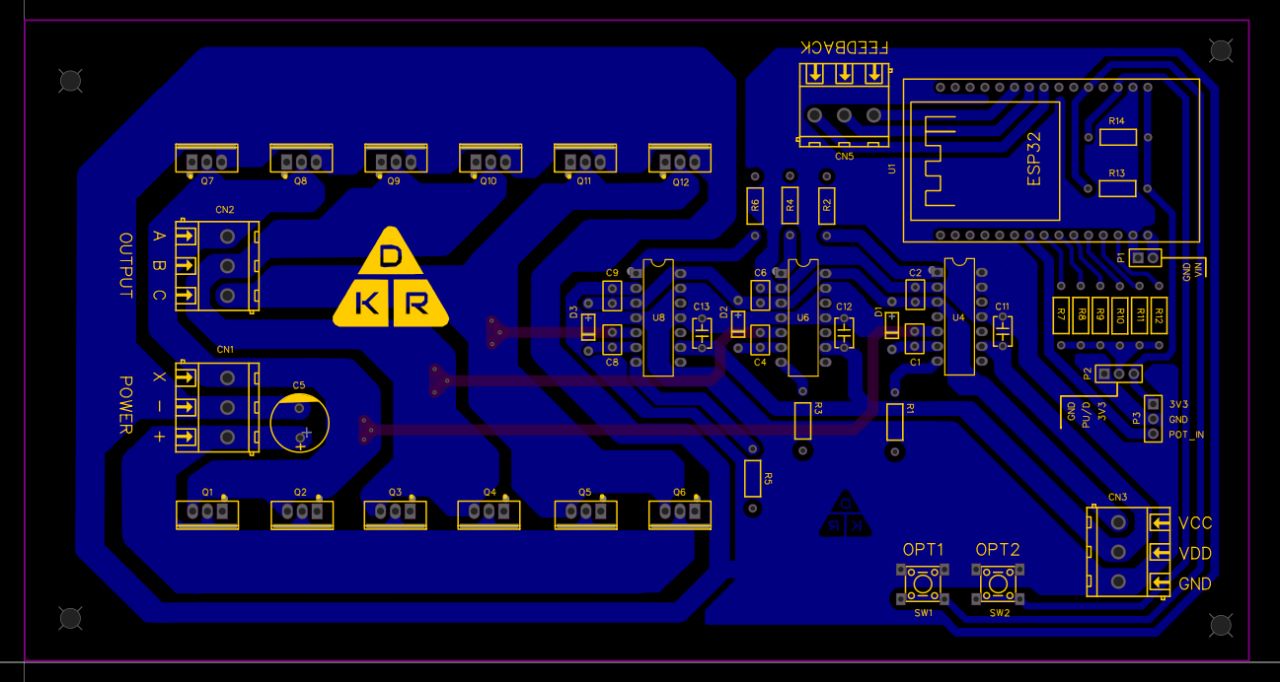 FEEDBACK
CN5
U1
ESP32
R14
R13
Q7
Q8
Q9
Q10
Q11
Q12
CN2
OUTPUT
A
B
C
D
K R
R6
R4
R2
P1
GND
VIN
C9
D3
C8
U8
C13
C6
D2
C4
U6
C12
C2
D1
C1
U4
C11
R7
R8
R9
R10
R11
R12
CN1
POWER
X
−
+
C5
+
R3
R1
P2
GND
PU/D
3V3
P3
3V3
GND
POT_IN
R5
Q1
Q2
Q3
Q4
Q5
Q6
CN3
VCC
VDD
GND
OPT1
OPT2
SW1
SW2